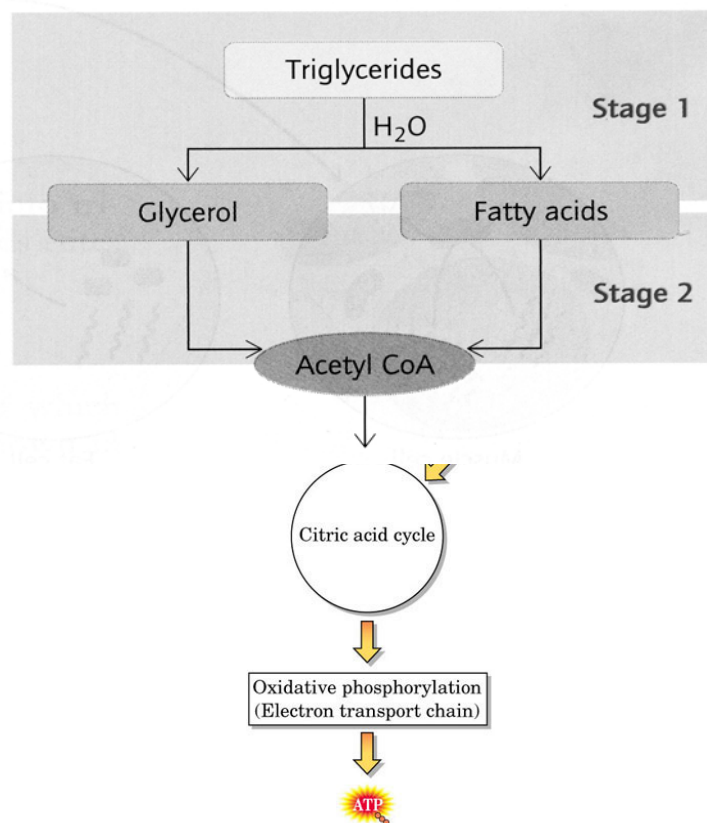 Triglycerides
Stage 1
H₂O
Glycerol
Fatty acids
Stage 2
Acetyl CoA
Citric acid cycle
Oxidative phosphorylation
(Electron transport chain)
ATP